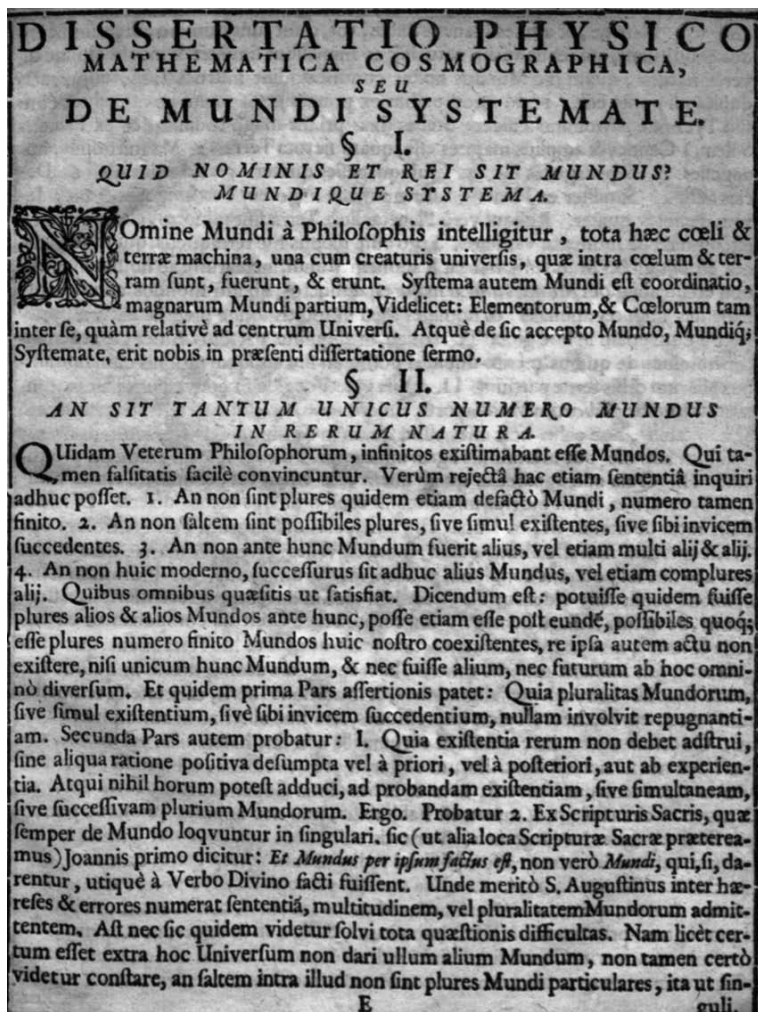 DISSERTATIO PHYSICO
MATHEMATICA COSMOGRAPHICA,
SEU
DE MUNDI SYSTEMATE.
§ I.
QUID NOMINIS ET REI SIT MUNDUS?
MUNDIQUE SYSTEMA.
NOmine Mundi à Philoſophis intelligitur, tota hæc cœli &
terræ machina, una cum creaturis univerſis, quæ intra cœlum & ter-
ram ſunt, fuerunt, & erunt. Syſtema autem Mundi eſt coordinatio,
magnarum Mundi partium, Videlicet: Elementorum, & Cœlorum tam
inter ſe, quàm relativè ad centrum Univerſi. Atquè de ſic accepto Mundo, Mundiq́;
Syſtemate, erit nobis in præſenti diſſertatione ſermo.
§ II.
AN SIT TANTUM UNICUS NUMERO MUNDUS
IN RERUM NATURA.
QUidam Veterum Philoſophorum, infinitos exiſtimabant eſſe Mundos. Qui ta-
men falſitatis facilè convincuntur. Verùm rejectâ hac etiam ſententiâ inquiri
adhuc poſſet. 1. An non ſint plures quidem etiam defactò Mundi, numero tamen
finito. 2. An non ſaltem ſint poſſibiles plures, ſive ſimul exiſtentes, ſive ſibi invicem
ſuccedentes. 3. An non ante hunc Mundum fuerit alius, vel etiam multi alij & alij.
4. An non huic moderno, ſucceſſurus ſit adhuc alius Mundus, vel etiam complures
alij. Quibus omnibus quæſitis ut ſatisfiat. Dicendum eſt: potuiſſe quidem fuiſſe
plures alios & alios Mundos ante hunc, poſſe etiam eſſe poſt eundẽ, poſſibiles quoq́;
eſſe plures numero finito Mundos huic noſtro coexiſtentes, re ipſa autem actu non
exiſtere, niſi unicum hunc Mundum, & nec fuiſſe alium, nec futurum ab hoc omni-
nò diverſum. Et quidem prima Pars aſſertionis patet: Quia pluralitas Mundorum,
ſive ſimul exiſtentium, ſivè ſibi invicem ſuccedentium, nullam involvit repugnanti-
am. Secunda Pars autem probatur: I. Quia exiſtentia rerum non debet adſtrui,
ſine aliqua ratione poſitiva deſumpta vel à priori, vel à poſteriori, aut ab experien-
tia. Atqui nihil horum poteſt adduci, ad probandam exiſtentiam, ſive ſimultaneam,
ſive ſucceſſivam plurium Mundorum. Ergo. Probatur 2. Ex Scripturis Sacris, quæ
ſemper de Mundo loqvuntur in ſingulari. ſic (ut alia loca Scripturæ Sacræ præterea-
mus) Joannis primo dicitur: Et Mundus per ipſum factus eſt, non verò Mundi, qui, ſi, da-
rentur, utiquè à Verbo Divino facti fuiſſent. Unde meritò S. Auguſtinus inter hæ-
reſes & errores numerat ſententiã, multitudinem, vel pluralitatem Mundorum admit-
tentem. Aſt nec ſic quidem videtur ſolvi tota quæſtionis difficultas. Nam licèt cer-
tum eſſet extra hoc Univerſum non dari ullum alium Mundum, non tamen certò
videtur conſtare, an ſaltem intra illud non ſint plures Mundi particulares, ita ut ſin-
E guli.